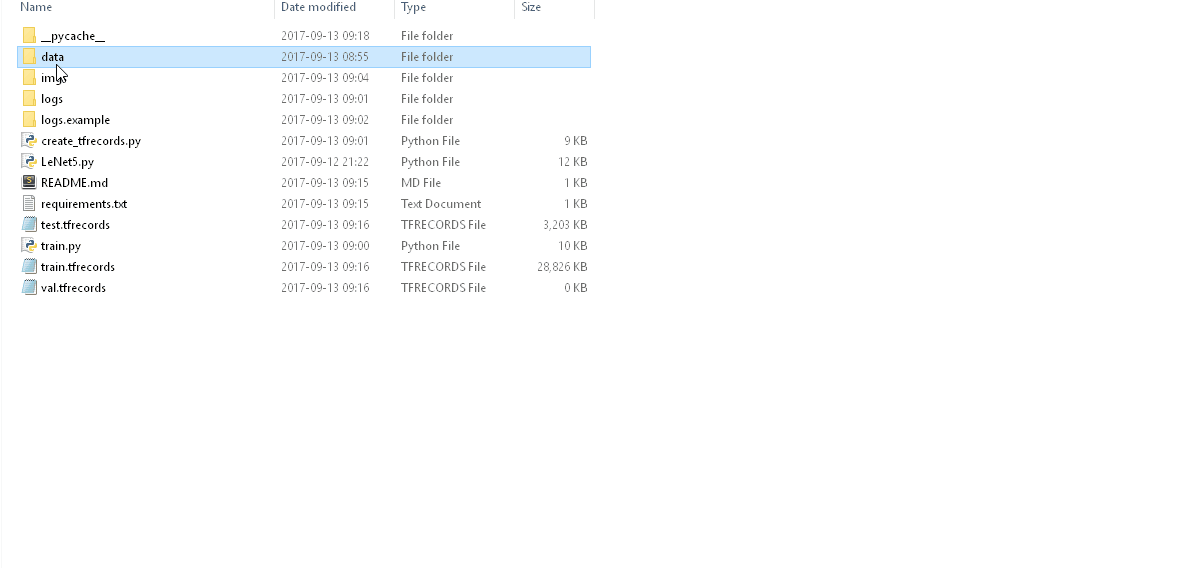 Name Date modified Type Size
__pycache__ 2017-09-13 09:18 File folder
data 2017-09-13 08:55 File folder
imgs 2017-09-13 09:04 File folder
logs 2017-09-13 09:01 File folder
logs.example 2017-09-13 09:02 File folder
create_tfrecords.py 2017-09-13 09:01 Python File 9 KB
LeNet5.py 2017-09-12 21:22 Python File 12 KB
README.md 2017-09-13 09:15 MD File 1 KB
requirements.txt 2017-09-13 09:15 Text Document 1 KB
test.tfrecords 2017-09-13 09:16 TFRECORDS File 3,203 KB
train.py 2017-09-13 09:00 Python File 10 KB
train.tfrecords 2017-09-13 09:16 TFRECORDS File 28,826 KB
val.tfrecords 2017-09-13 09:16 TFRECORDS File 0 KB